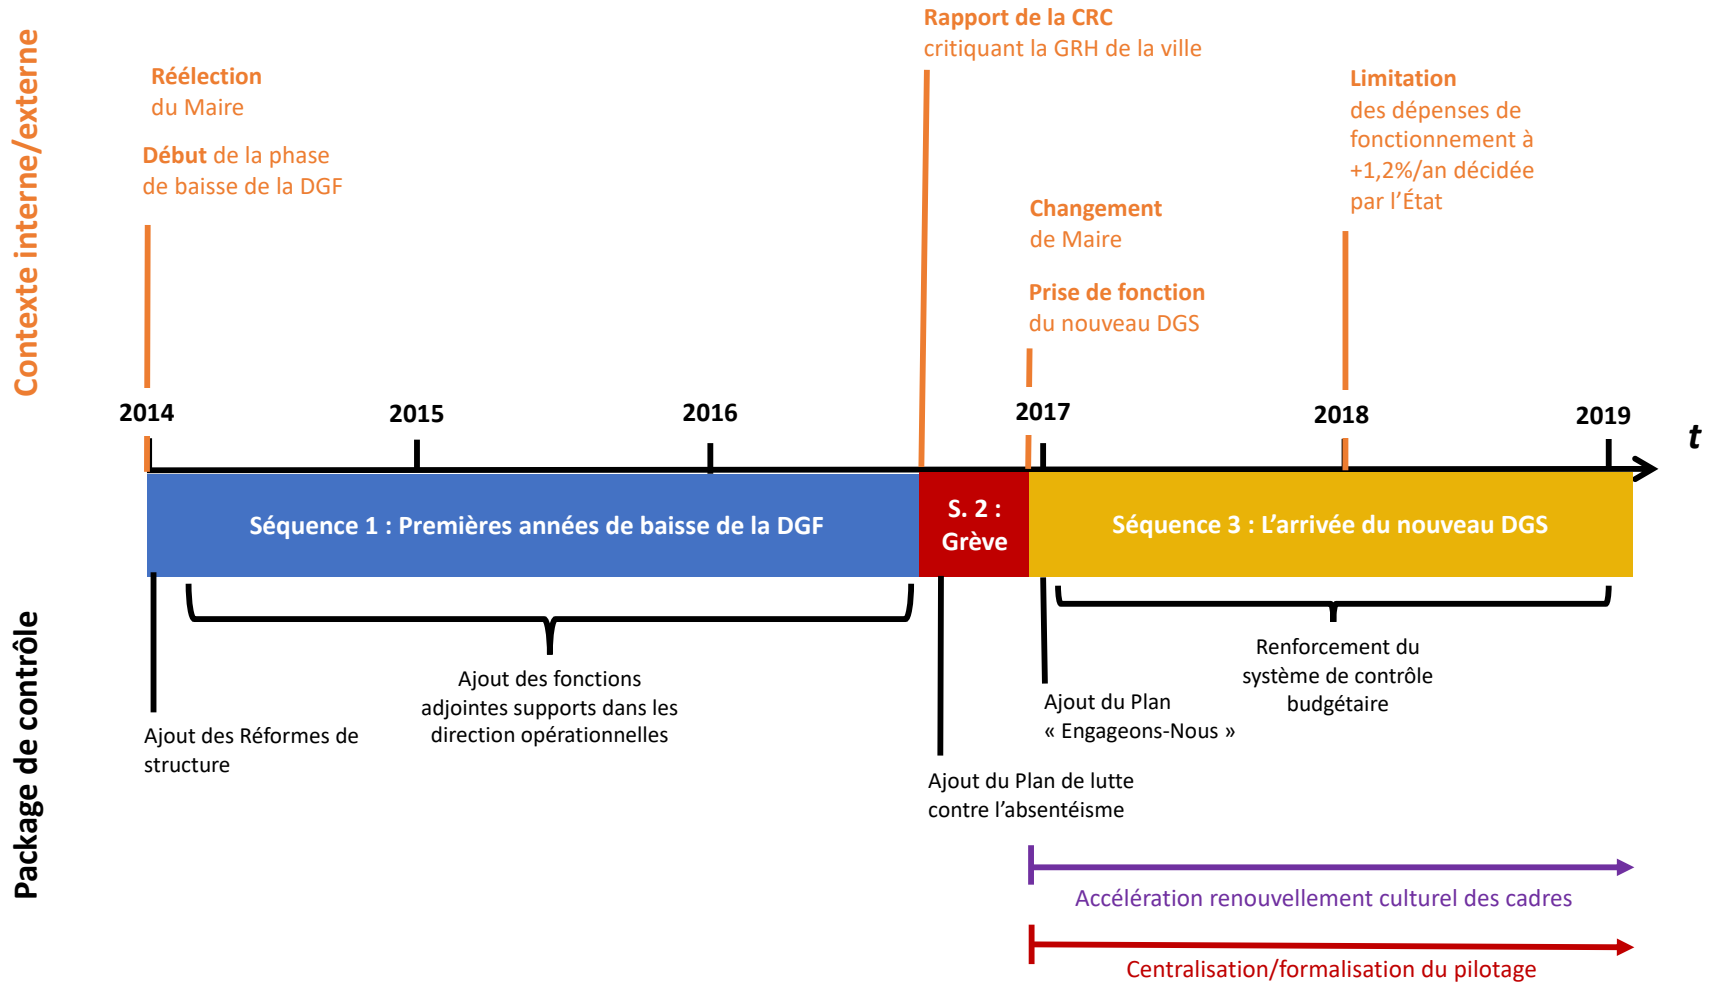 Contexte interne/externe
Réélection
du Maire
Début de la phase
de baisse de la DGF
Rapport de la CRC
critiquant la GRH de la ville
Changement
de Maire
Prise de fonction
du nouveau DGS
Limitation
des dépenses de
fonctionnement à
+1,2%/an décidée
par l’État
2014
2015
2016
2017
2018
2019
t
Séquence 1 : Premières années de baisse de la DGF
S. 2 :
Grève
Séquence 3 : L’arrivée du nouveau DGS
Package de contrôle
Ajout des Réformes de
structure
Ajout des fonctions
adjointes supports dans les
direction opérationnelles
Ajout du Plan de lutte
contre l’absentéisme
Ajout du Plan
« Engageons-Nous »
Renforcement du
système de contrôle
budgétaire
Accélération renouvellement culturel des cadres
Centralisation/formalisation du pilotage